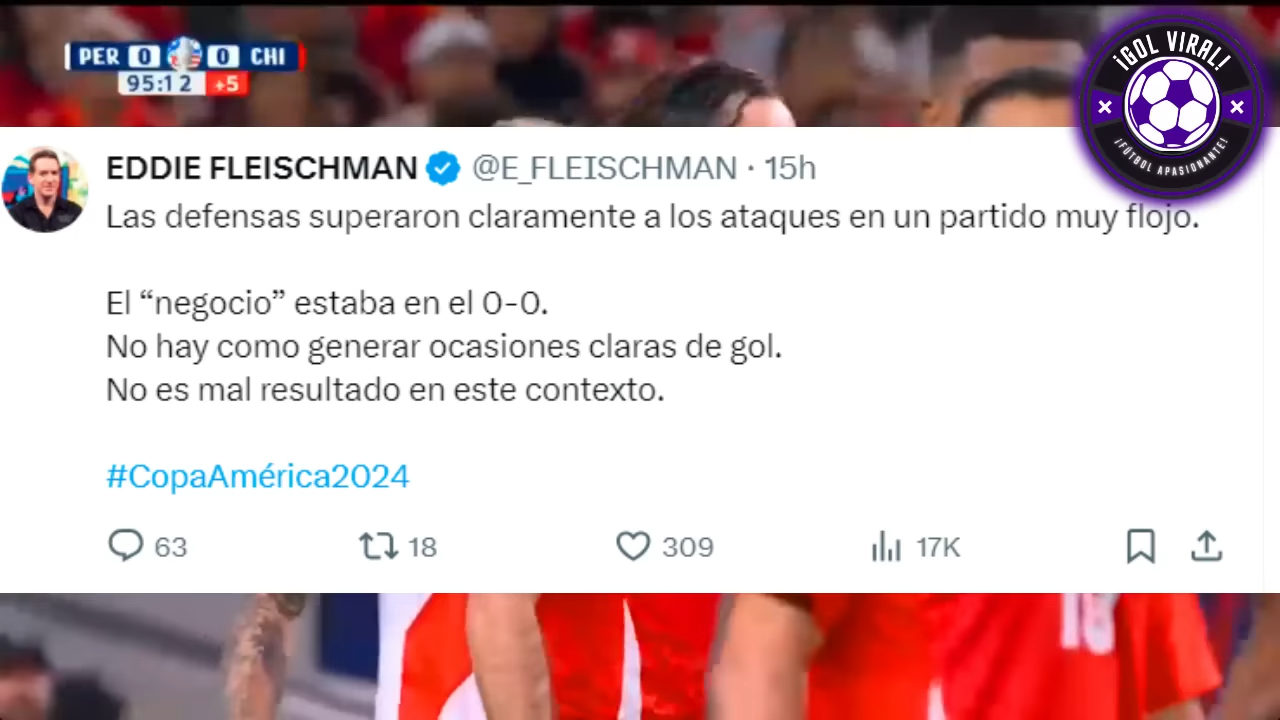 PER 0 0 CHI
95:12 +5
¡GOL VIRAL!
¡FÚTBOL APASIONANTE!
EDDIE FLEISCHMAN @E_FLEISCHMAN · 15h
Las defensas superaron claramente a los ataques en un partido muy flojo.
El “negocio” estaba en el 0-0.
No hay como generar ocasiones claras de gol.
No es mal resultado en este contexto.
#CopaAmérica2024
63 18 309 17K